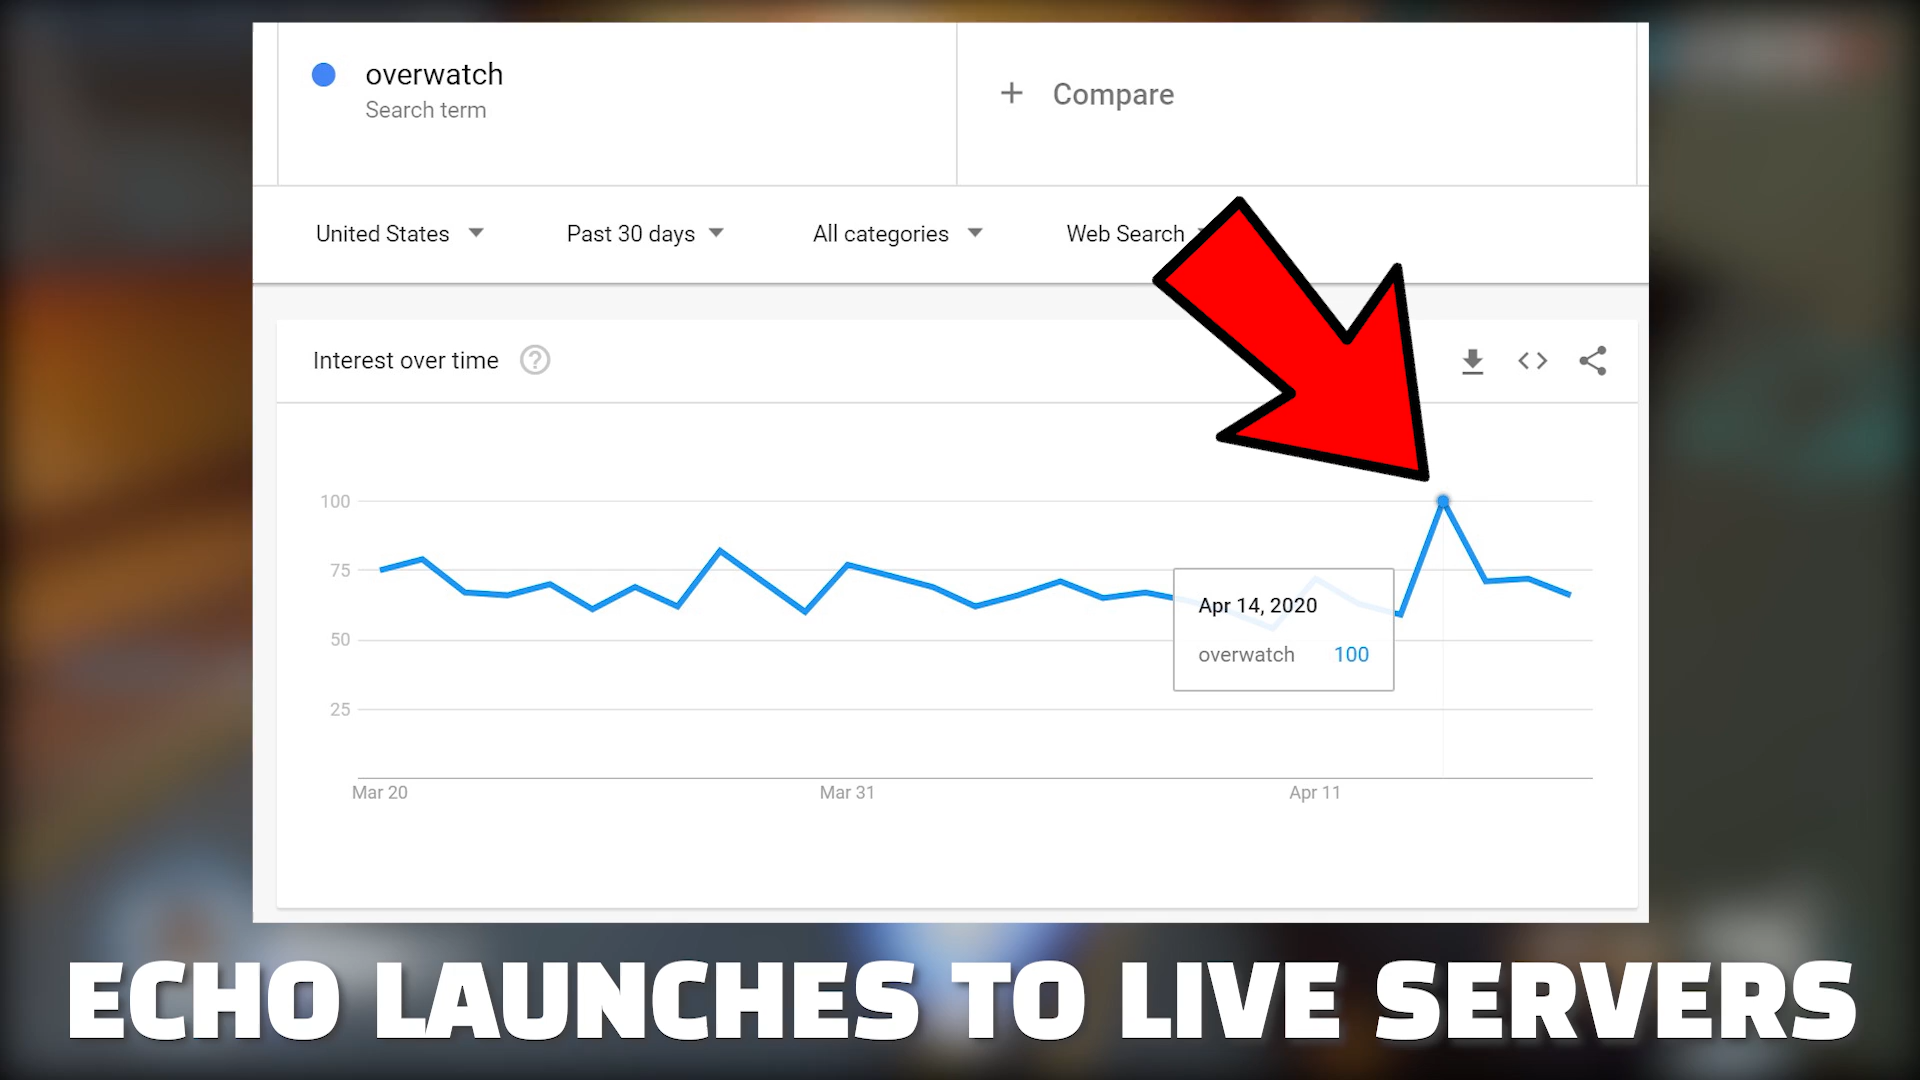 overwatch
Search term
+ Compare
United States
Past 30 days
All categories
Web Search
Interest over time ?
100
75
50
25
Apr 14, 2020
overwatch 100
Mar 20
Mar 31
Apr 11
ECHO LAUNCHES TO LIVE SERVERS